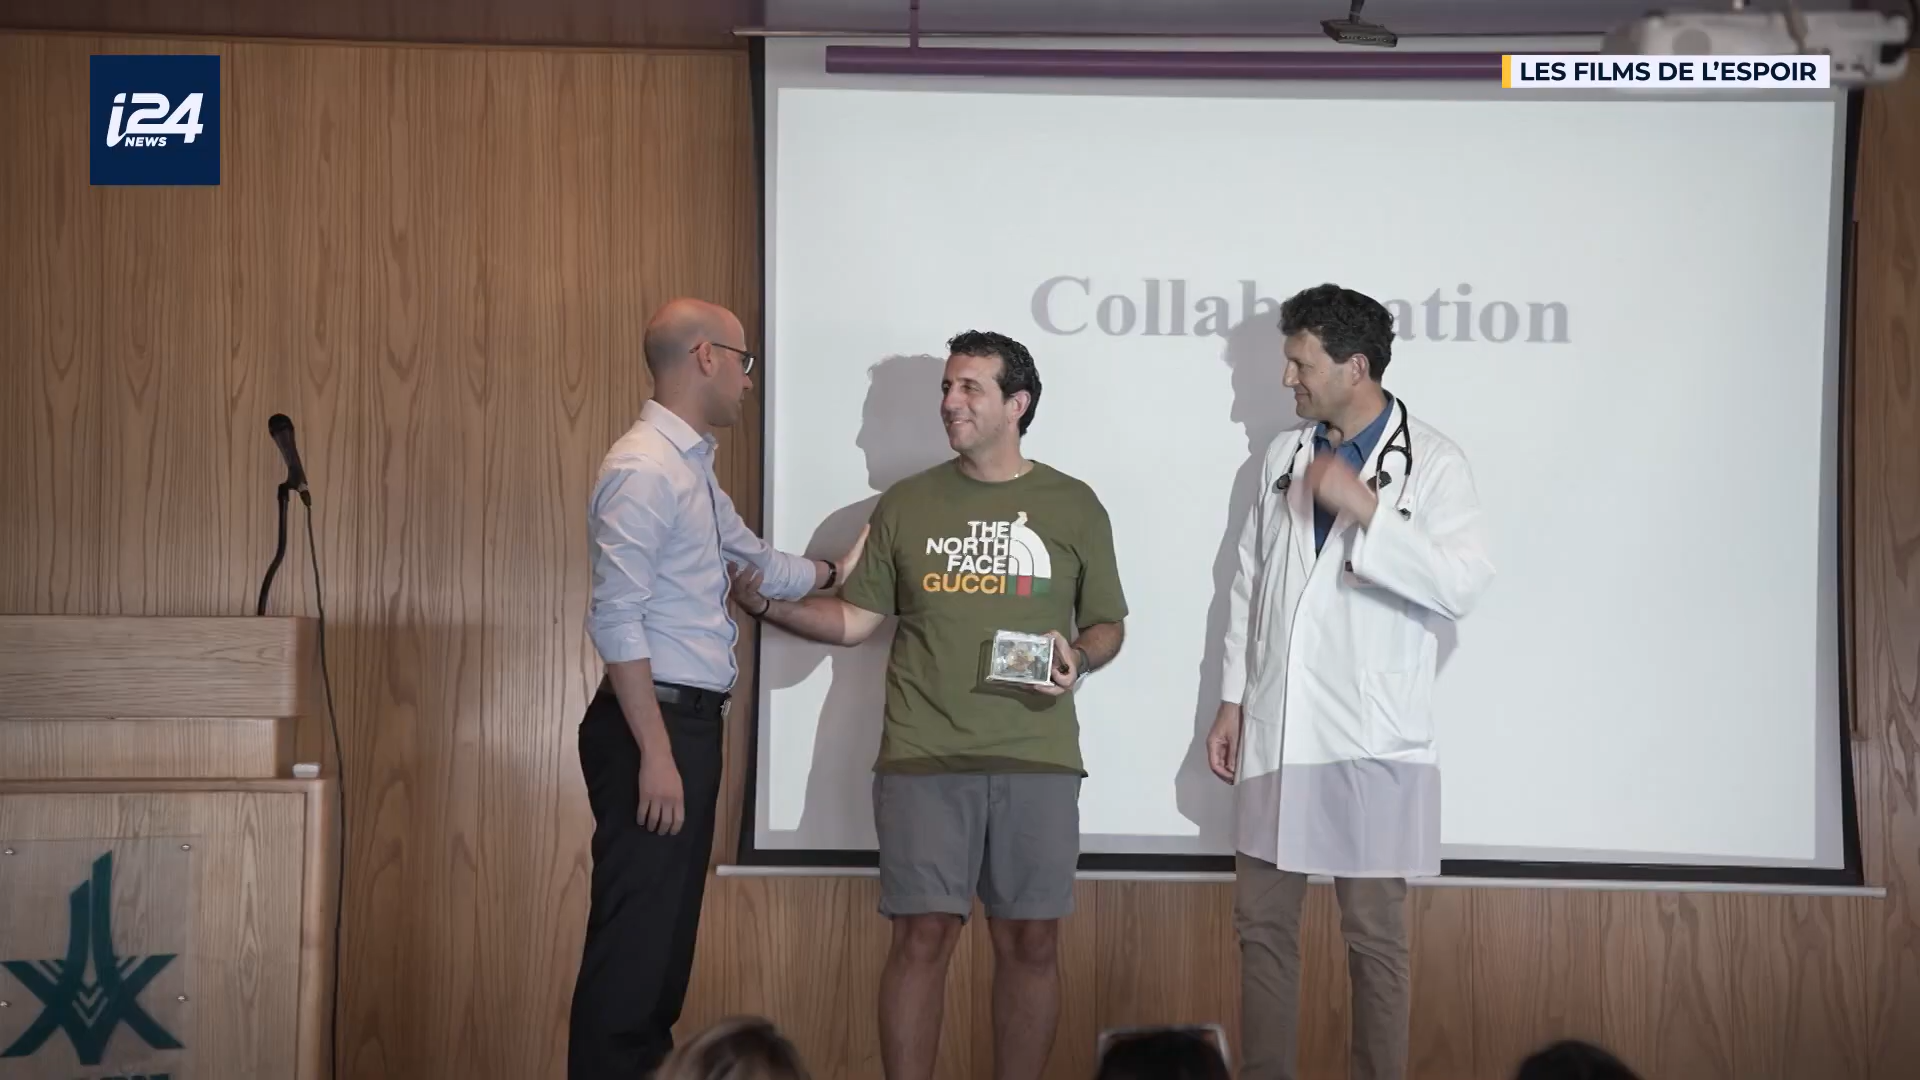 i24
NEWS
LES FILMS DE L'ESPOIR
THE
NORTH
FACE
GUCCI